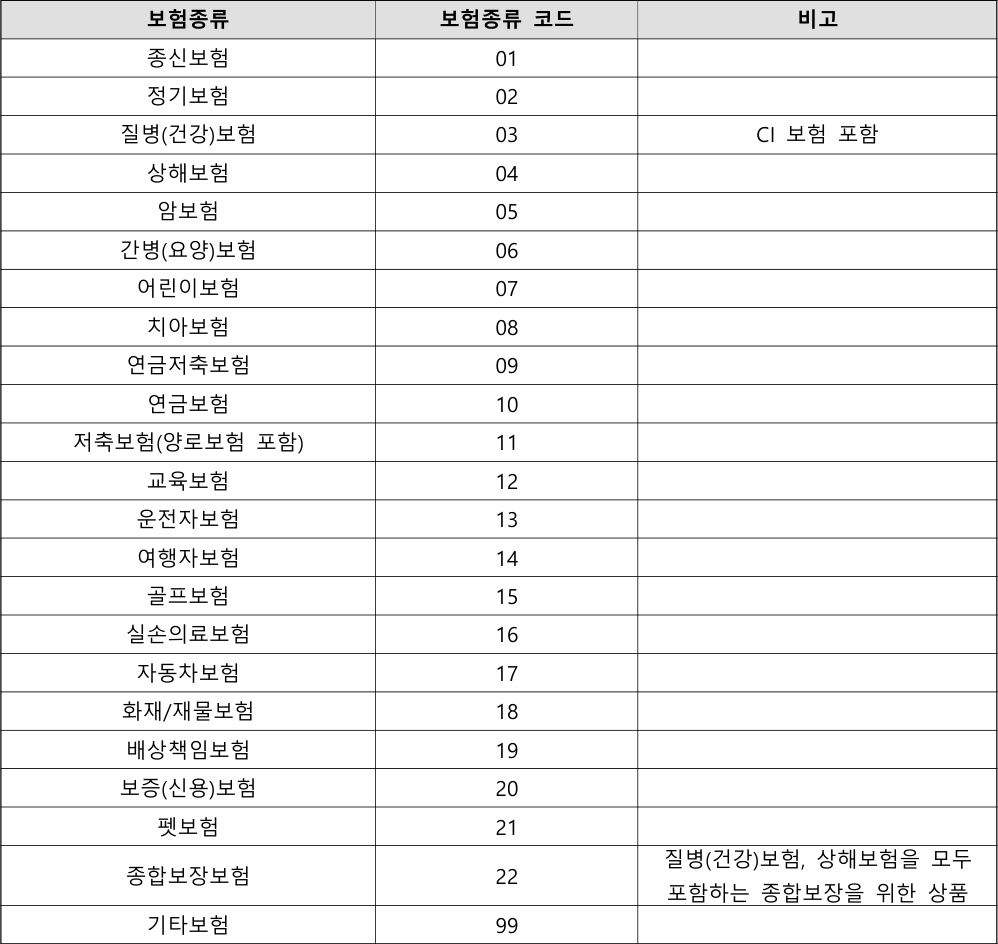 보험종류 보험종류 코드 비고
종신보험 01
정기보험 02
질병(건강)보험 03 CI 보험 포함
상해보험 04
암보험 05
간병(요양)보험 06
어린이보험 07
치아보험 08
연금저축보험 09
연금보험 10
저축보험(양로보험 포함) 11
교육보험 12
운전자보험 13
여행자보험 14
골프보험 15
실손의료보험 16
자동차보험 17
화재/재물보험 18
배상책임보험 19
보증(신용)보험 20
펫보험 21
종합보장보험 22 질병(건강)보험, 상해보험을 모두
포함하는 종합보장을 위한 상품
기타보험 99